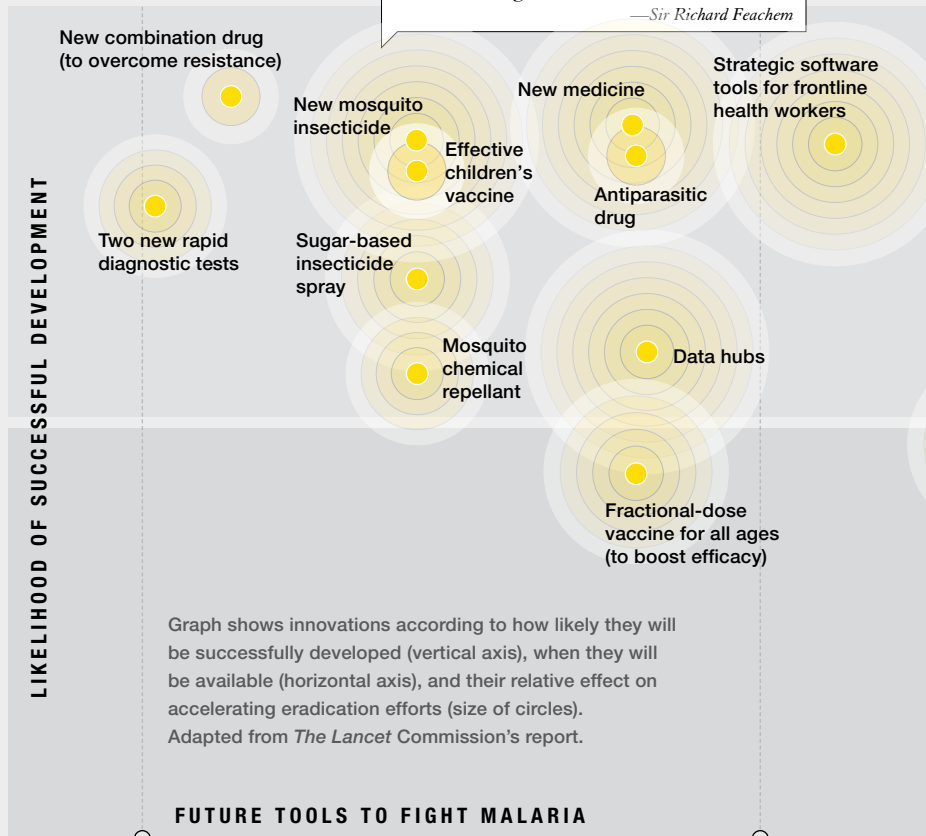 —Sir Richard Feachem
New combination drug
(to overcome resistance)
New mosquito
insecticide
Effective
children’s
vaccine
New medicine
Antiparasitic
drug
Strategic software
tools for frontline
health workers
Two new rapid
diagnostic tests
Sugar-based
insecticide
spray
Mosquito
chemical
repellant
Data hubs
Fractional-dose
vaccine for all ages
(to boost efficacy)
LIKELIHOOD OF SUCCESSFUL DEVELOPMENT
Graph shows innovations according to how likely they will
be successfully developed (vertical axis), when they will
be available (horizontal axis), and their relative effect on
accelerating eradication efforts (size of circles).
Adapted from The Lancet Commission’s report.
FUTURE TOOLS TO FIGHT MALARIA